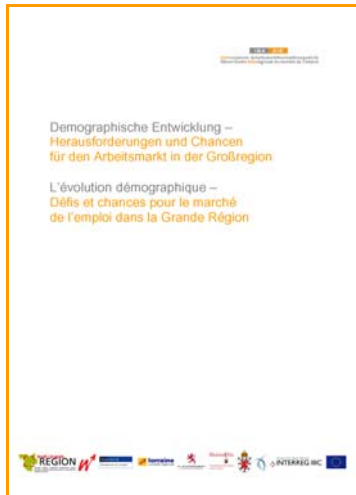 Demographische Entwicklung –
Herausforderungen und Chancen
für den Arbeitsmarkt in der Großregion
L'évolution démographique –
Défis et chances pour le marché
de l'emploi dans la Grande Région
REGION
lorraine
INTERREG IIIC